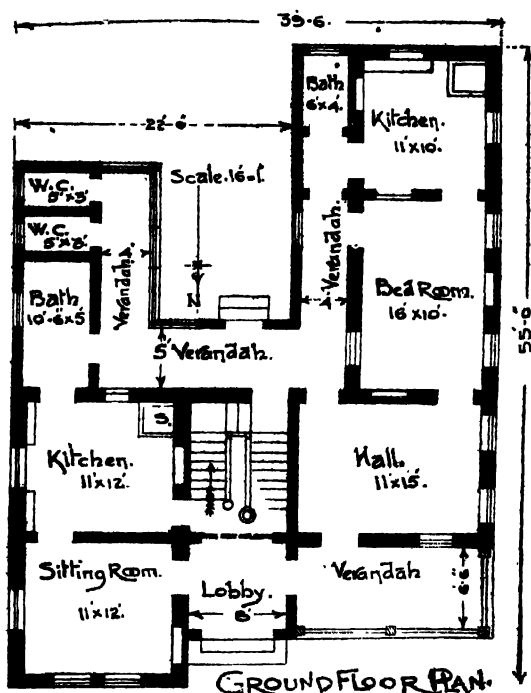 39'-6"
Bath
6'x4'.
Kitchen.
11'x10'.
22'-6"
Scale. 16'=1".
W.C.
5'x3'
W.C.
5'x3'
Verandah.
Verandah.
N
Bath
10'-6"x5'
Bed Room.
16'x10'.
55'-6"
5' Verandah.
S.
Kitchen.
11'x12'.
Hall.
11'x15'.
Sitting Room.
11'x12'.
Lobby.
8'
Verandah
6'6"
GROUND FLOOR PLAN.